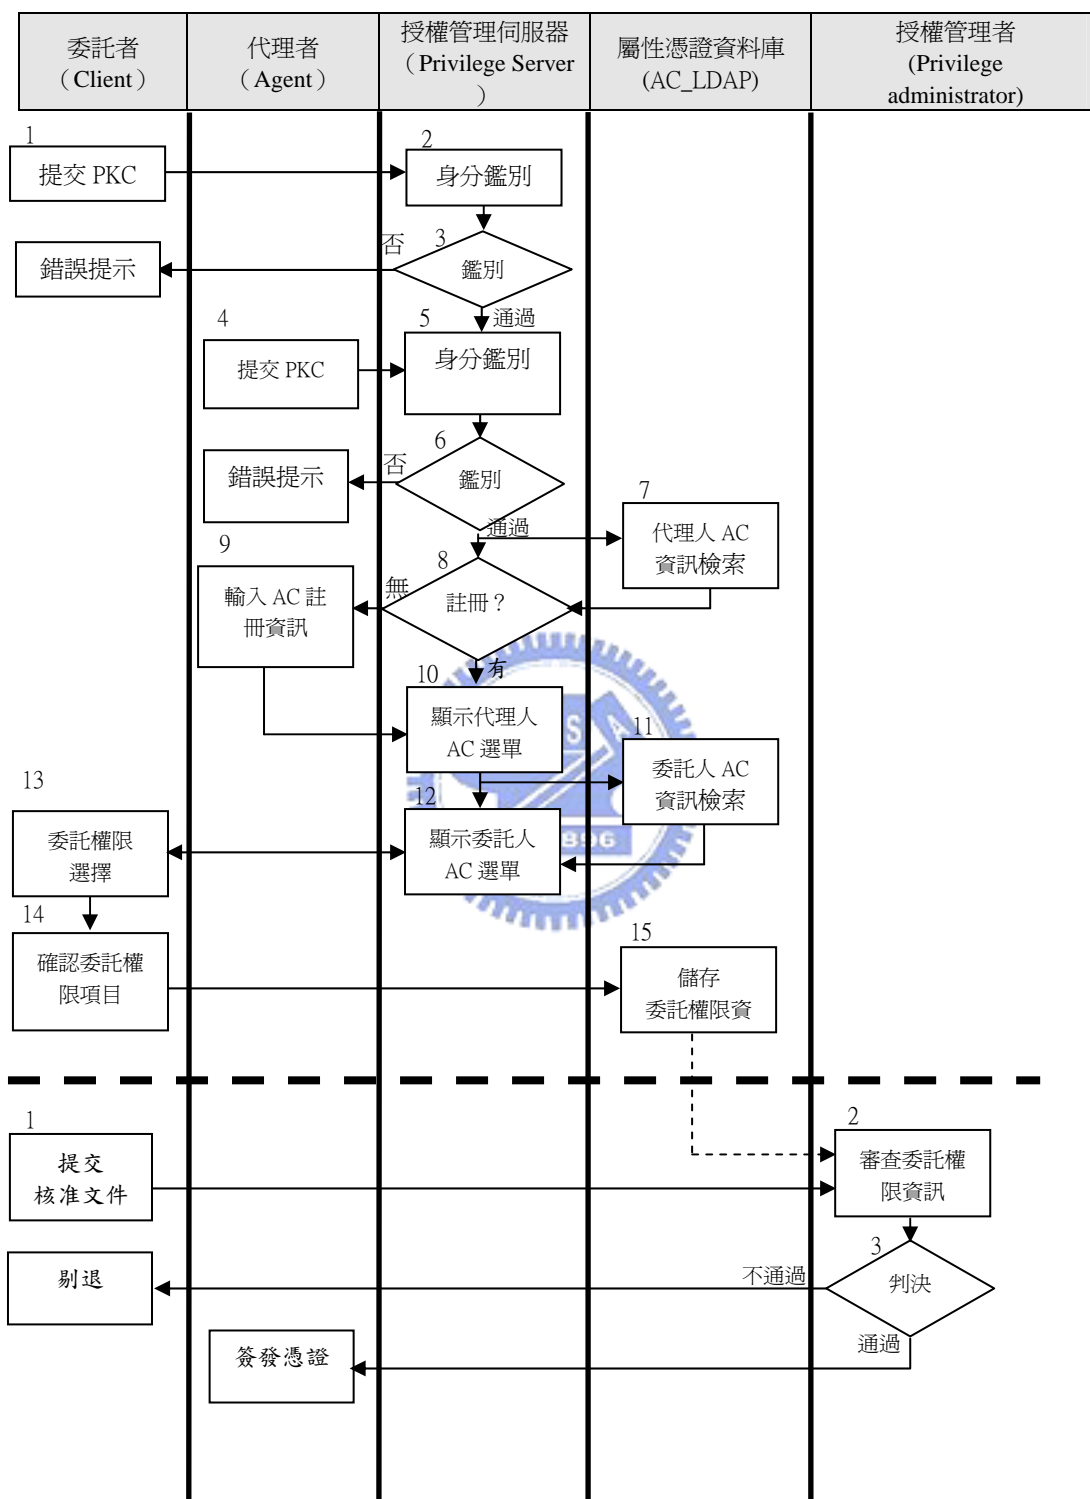 委託者
（Client）
代理者
（Agent）
授權管理伺服器
（Privilege Server
）
屬性憑證資料庫
(AC_LDAP)
授權管理者
(Privilege
administrator)
1
提交 PKC
2
身分鑑別
3
鑑別
否
錯誤提示
通過
4
提交 PKC
5
身分鑑別
6
鑑別
否
錯誤提示
通過
7
代理人 AC
資訊檢索
8
註冊？
無
9
輸入 AC 註
冊資訊
有
10
顯示代理人
AC 選單
11
委託人 AC
資訊檢索
12
顯示委託人
AC 選單
13
委託權限
選擇
14
確認委託權
限項目
15
儲存
委託權限資
S
A
896
1
提交
核准文件
2
審查委託權
限資訊
3
判決
不通過
剔退
通過
簽發憑證